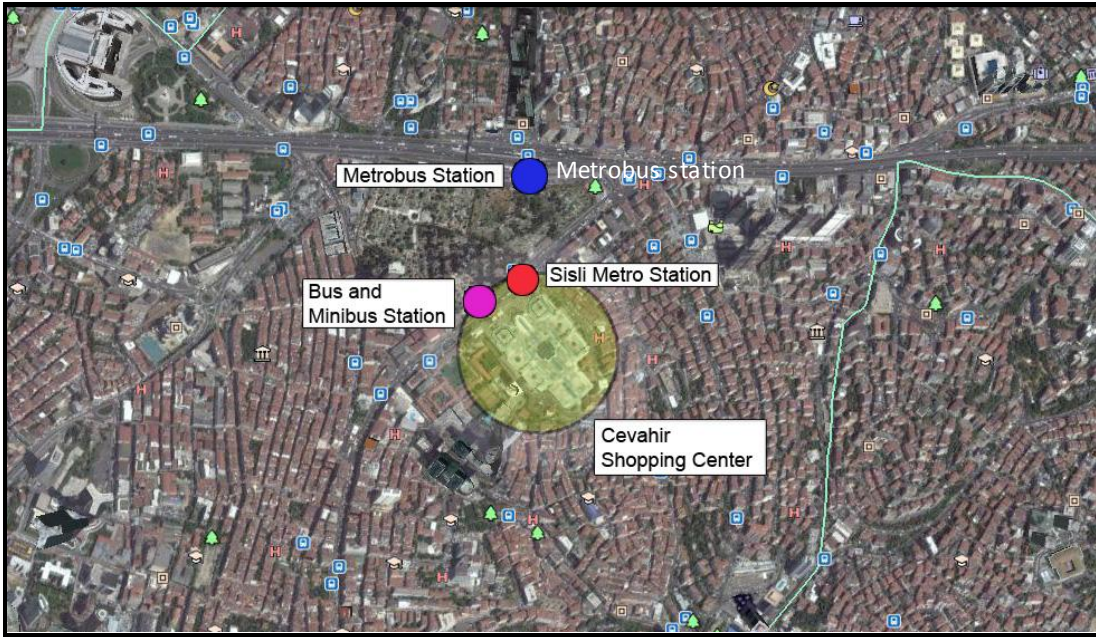 Metrobus Station
Metrobus station
Sisli Metro Station
Bus and
Minibus Station
Cevahir
Shopping Center